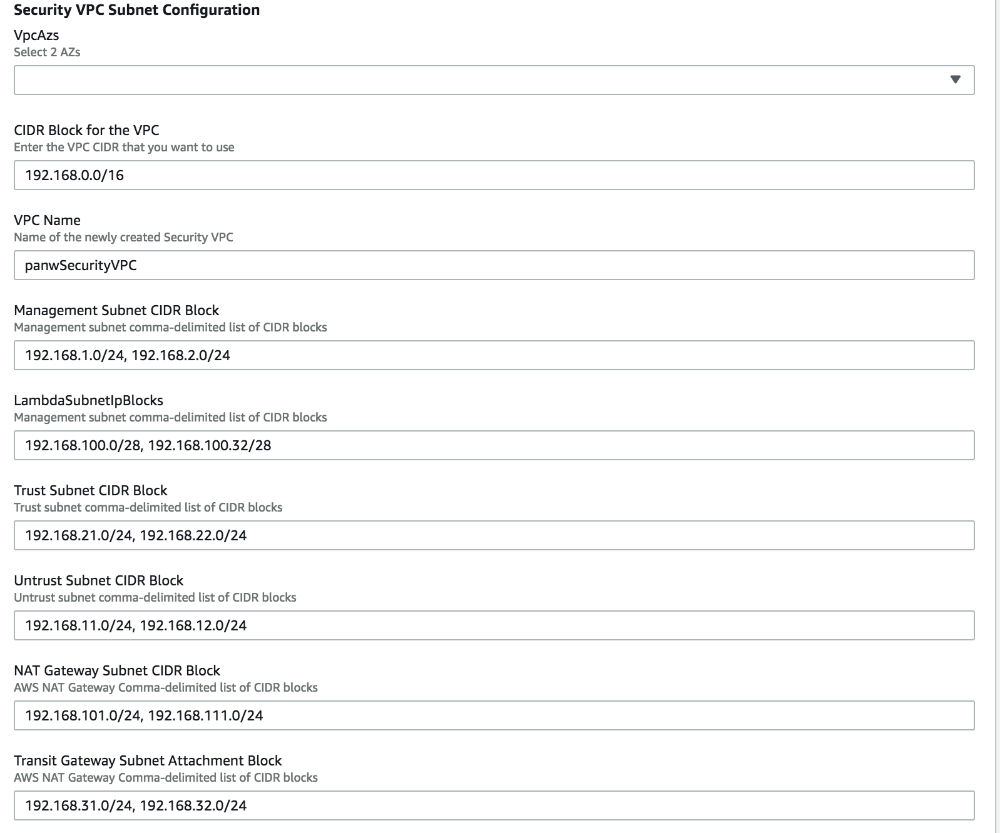 Security VPC Subnet Configuration
VpcAzs
Select 2 AZs
CIDR Block for the VPC
Enter the VPC CIDR that you want to use
192.168.0.0/16
VPC Name
Name of the newly created Security VPC
panwSecurityVPC
Management Subnet CIDR Block
Management subnet comma-delimited list of CIDR blocks
192.168.1.0/24, 192.168.2.0/24
LambdaSubnetIpBlocks
Management subnet comma-delimited list of CIDR blocks
192.168.100.0/28, 192.168.100.32/28
Trust Subnet CIDR Block
Trust subnet comma-delimited list of CIDR blocks
192.168.21.0/24, 192.168.22.0/24
Untrust Subnet CIDR Block
Untrust subnet comma-delimited list of CIDR blocks
192.168.11.0/24, 192.168.12.0/24
NAT Gateway Subnet CIDR Block
AWS NAT Gateway Comma-delimited list of CIDR blocks
192.168.101.0/24, 192.168.111.0/24
Transit Gateway Subnet Attachment Block
AWS NAT Gateway Comma-delimited list of CIDR blocks
192.168.31.0/24, 192.168.32.0/24